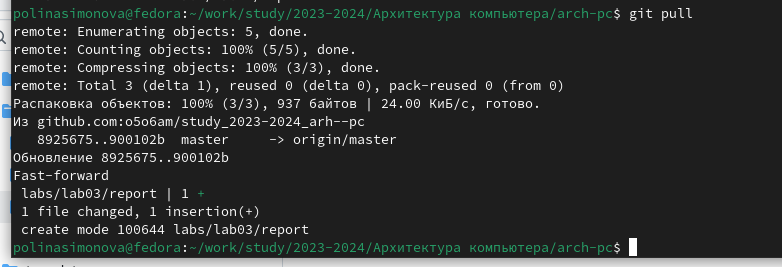 polinasimonova@fedora:~/work/study/2023-2024/Архитектура компьютера/arch-pc$ git pull
remote: Enumerating objects: 5, done.
remote: Counting objects: 100% (5/5), done.
remote: Compressing objects: 100% (3/3), done.
remote: Total 3 (delta 1), reused 0 (delta 0), pack-reused 0 (from 0)
Распаковка объектов: 100% (3/3), 937 байтов | 24.00 КиБ/с, готово.
Из github.com:o5o6am/study_2023-2024_arh--pc
   8925675..900102b  master     -> origin/master
Обновление 8925675..900102b
Fast-forward
 labs/lab03/report | 1 +
 1 file changed, 1 insertion(+)
 create mode 100644 labs/lab03/report
polinasimonova@fedora:~/work/study/2023-2024/Архитектура компьютера/arch-pc$